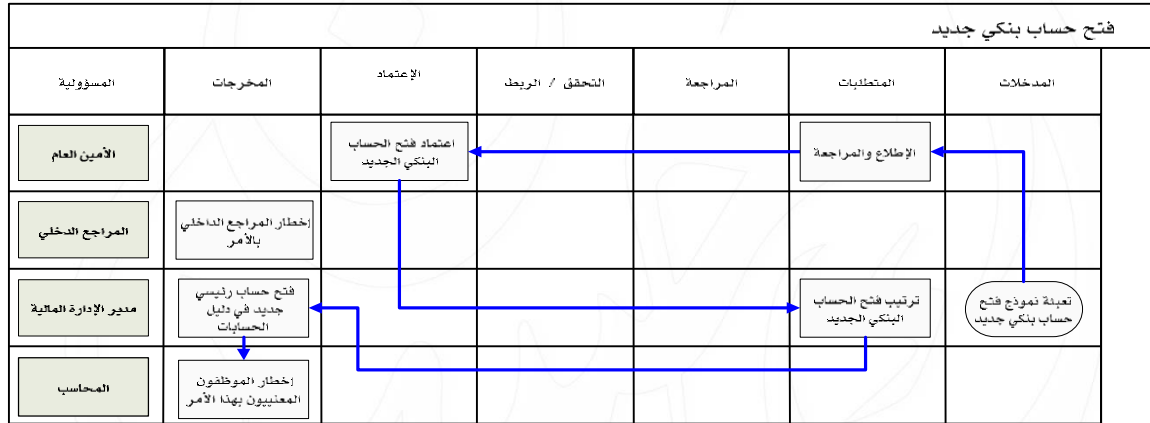 فتح حساب بنكي جديد
المدخلات
المتطلبات
المراجعة
التحقق / الربط
الإعتماد
المخرجات
المسؤولية
الإطلاع والمراجعة
اعتماد فتح الحساب
البنكي الجديد
الأمين العام
إخطار المراجع الداخلي
بالأمر
المراجع الدخلي
تعبئة نموذج فتح
حساب بنكي جديد
ترتيب فتح الحساب
البنكي الجديد
فتح حساب رئيسي
جديد في دليل
الحسابات
مدير الإدارة المالية
إخطار الموظفون
المعنييون بهذا الأمر
المحاسب